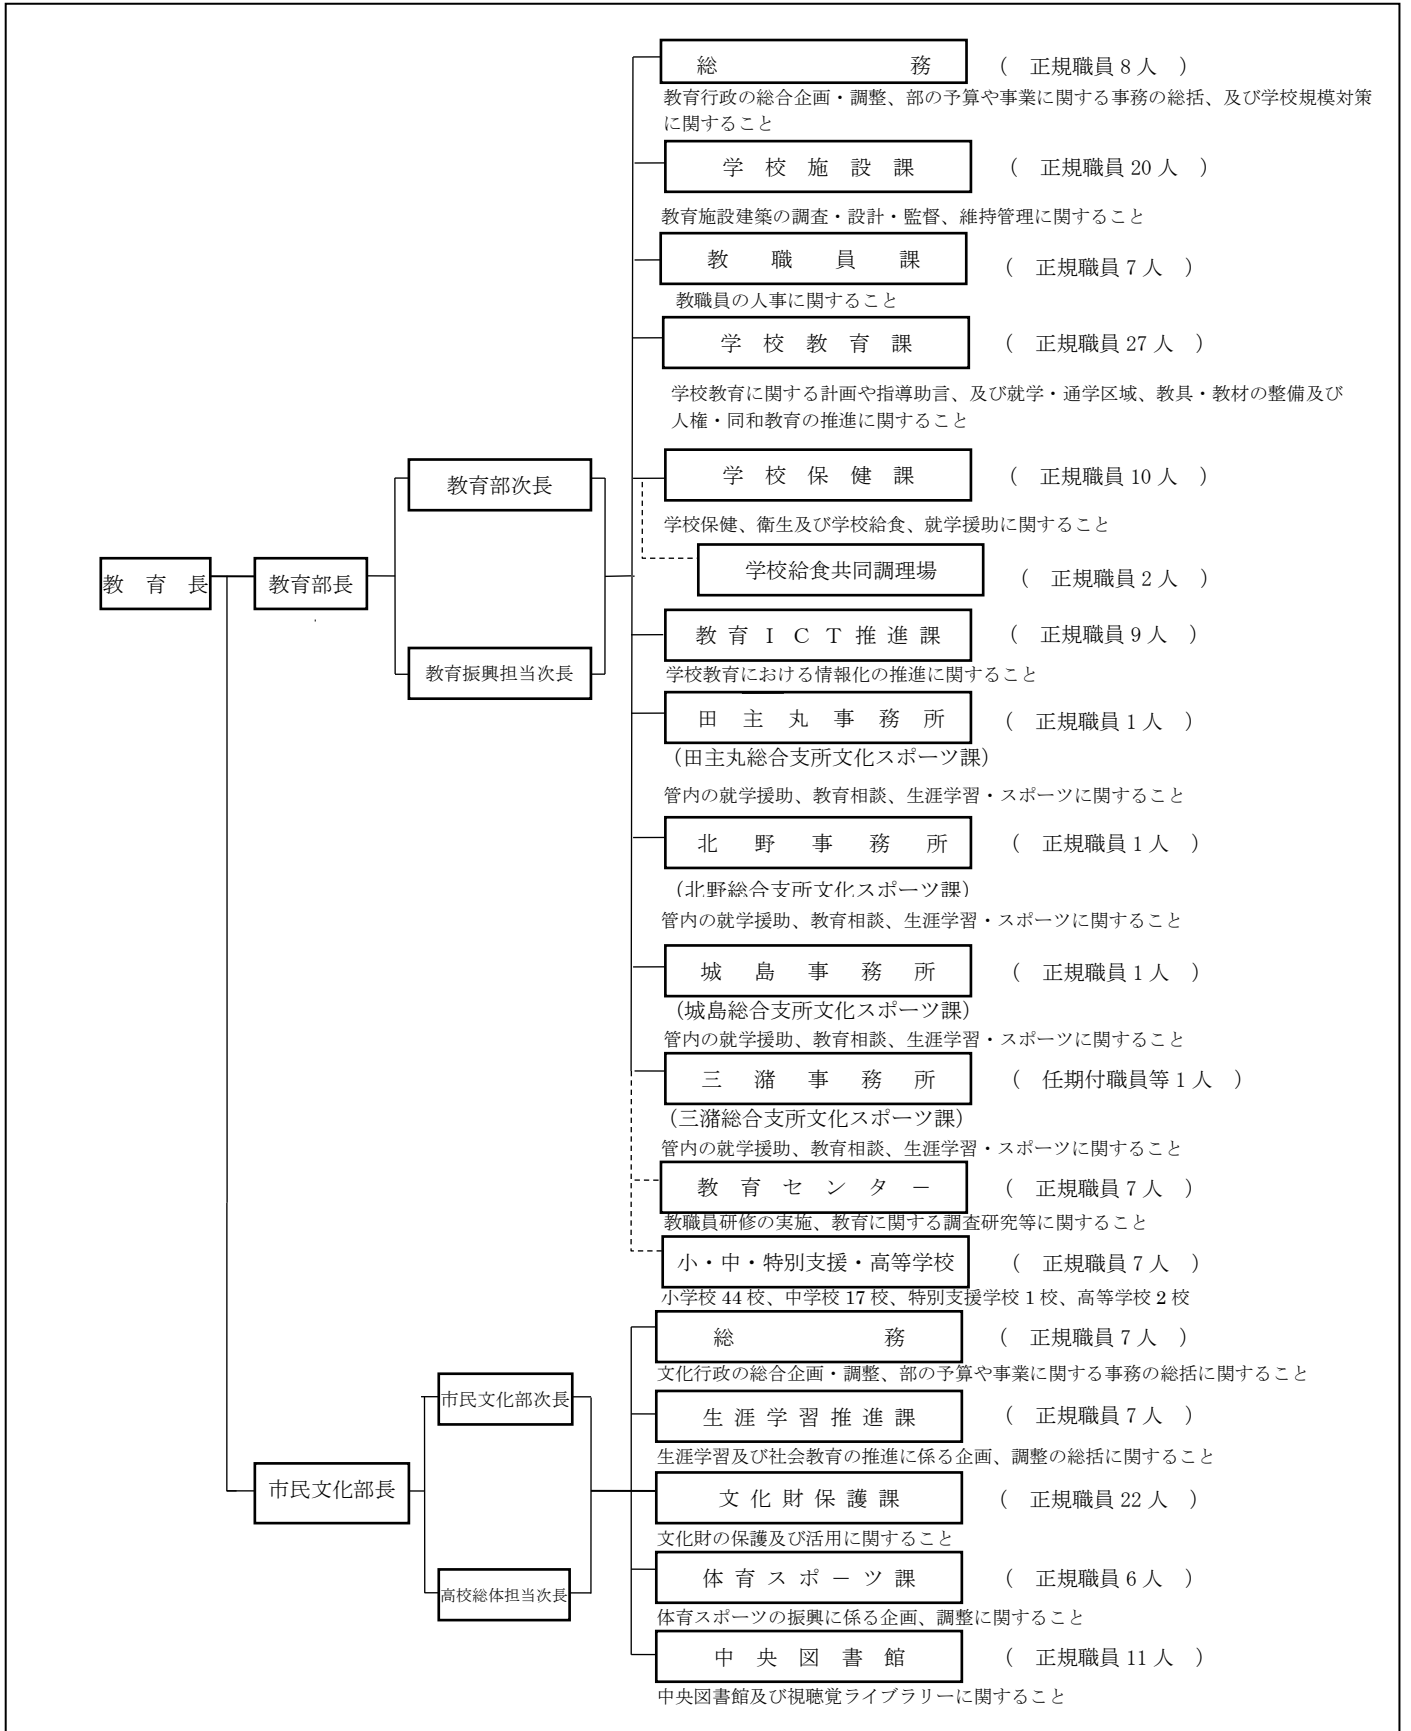 総務 （ 正規職員 8 人 ）
教育行政の総合企画・調整、部の予算や事業に関する事務の総括、及び学校規模対策
に関すること
学校施設課 （ 正規職員 20 人 ）
教育施設建築の調査・設計・監督、維持管理に関すること
教職員課 （ 正規職員 7 人 ）
教職員の人事に関すること
学校教育課 （ 正規職員 27 人 ）
学校教育に関する計画や指導助言、及び就学・通学区域、教具・教材の整備及び
人権・同和教育の推進に関すること
教育部次長
学校保健課 （ 正規職員 10 人 ）
学校保健、衛生及び学校給食、就学援助に関すること
教育長
教育部長
学校給食共同調理場 （ 正規職員 2 人 ）
教育ＩＣＴ推進課 （ 正規職員 9 人 ）
教育振興担当次長
学校教育における情報化の推進に関すること
田主丸事務所 （ 正規職員 1 人 ）
（田主丸総合支所文化スポーツ課）
管内の就学援助、教育相談、生涯学習・スポーツに関すること
北野事務所 （ 正規職員 1 人 ）
（北野総合支所文化スポーツ課）
管内の就学援助、教育相談、生涯学習・スポーツに関すること
城島事務所 （ 正規職員 1 人 ）
（城島総合支所文化スポーツ課）
管内の就学援助、教育相談、生涯学習・スポーツに関すること
三潴事務所 （ 任期付職員等 1 人 ）
（三潴総合支所文化スポーツ課）
管内の就学援助、教育相談、生涯学習・スポーツに関すること
教育センター （ 正規職員 7 人 ）
教職員研修の実施、教育に関する調査研究等に関すること
小・中・特別支援・高等学校 （ 正規職員 7 人 ）
小学校 44 校、中学校 17 校、特別支援学校 1 校、高等学校 2 校
総務 （ 正規職員 7 人 ）
文化行政の総合企画・調整、部の予算や事業に関する事務の総括に関すること
市民文化部次長
生涯学習推進課 （ 正規職員 7 人 ）
生涯学習及び社会教育の推進に係る企画、調整の総括に関すること
市民文化部長
文化財保護課 （ 正規職員 22 人 ）
文化財の保護及び活用に関すること
体育スポーツ課 （ 正規職員 6 人 ）
高校総体担当次長
体育スポーツの振興に係る企画、調整に関すること
中央図書館 （ 正規職員 11 人 ）
中央図書館及び視聴覚ライブラリーに関すること